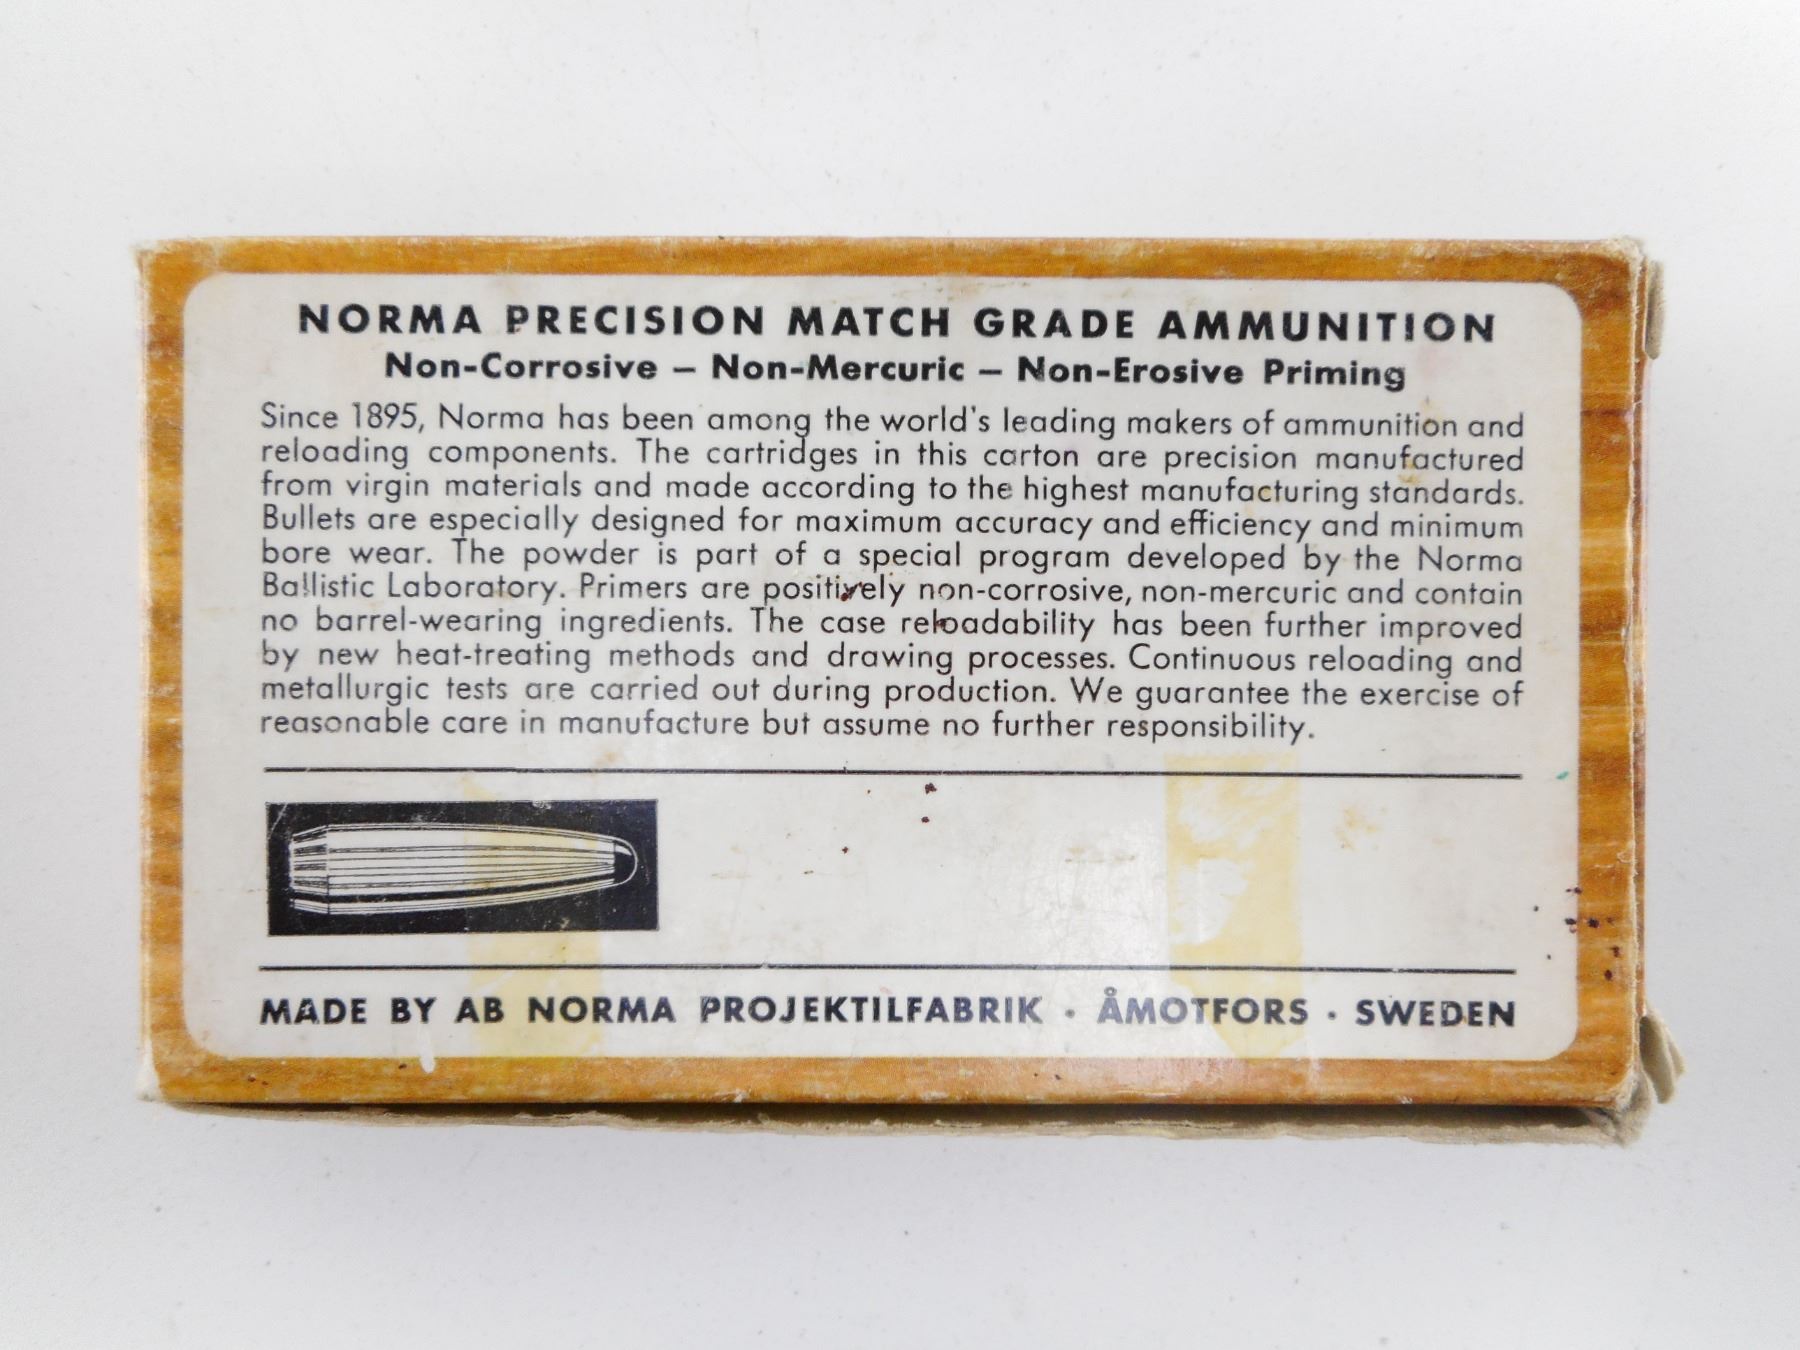 NORMA PRECISION MATCH GRADE AMMUNITION
Non-Corrosive – Non-Mercuric – Non-Erosive Priming
Since 1895, Norma has been among the world's leading makers of ammunition and
reloading components. The cartridges in this carton are precision manufactured
from virgin materials and made according to the highest manufacturing standards.
Bullets are especially designed for maximum accuracy and efficiency and minimum
bore wear. The powder is part of a special program developed by the Norma
Ballistic Laboratory. Primers are positively non-corrosive, non-mercuric and contain
no barrel-wearing ingredients. The case reloadability has been further improved
by new heat-treating methods and drawing processes. Continuous reloading and
metallurgic tests are carried out during production. We guarantee the exercise of
reasonable care in manufacture but assume no further responsibility.
MADE BY AB NORMA PROJEKTILFABRIK · ÅMOTFORS · SWEDEN